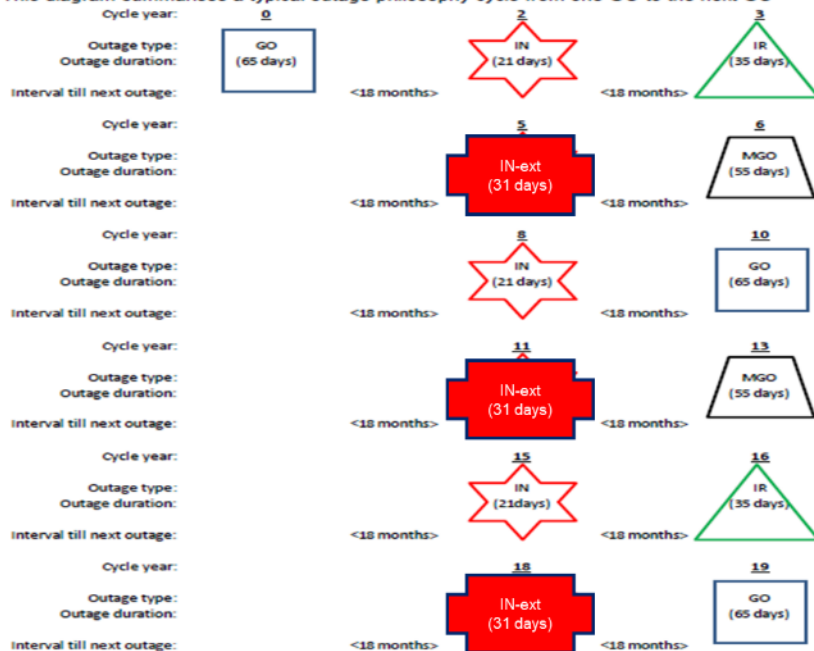 Cycle year: 0 2 3
Outage type: GO IN IR
Outage duration: (65 days) (21 days) (35 days)
Interval till next outage: <18 months> <18 months>
Cycle year: 5 6
Outage type: IN-ext MGO
Outage duration: (31 days) (55 days)
Interval till next outage: <18 months> <18 months>
Cycle year: 8 10
Outage type: IN GO
Outage duration: (21 days) (65 days)
Interval till next outage: <18 months> <18 months>
Cycle year: 11 13
Outage type: IN-ext MGO
Outage duration: (31 days) (55 days)
Interval till next outage: <18 months> <18 months>
Cycle year: 15 16
Outage type: IN IR
Outage duration: (21days) (35 days)
Interval till next outage: <18 months> <18 months>
Cycle year: 18 19
Outage type: IN-ext GO
Outage duration: (31 days) (65 days)
Interval till next outage: <18 months> <18 months>